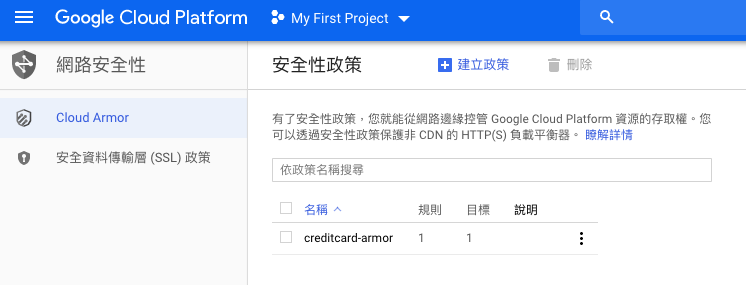 Google Cloud Platform
My First Project
網路安全性
安全性政策
建立政策
刪除
Cloud Armor
安全資料傳輸層 (SSL) 政策
有了安全性政策，您就能從網路邊緣控管 Google Cloud Platform 資源的存取權。您
可以透過安全性政策保護非 CDN 的 HTTP(S) 負載平衡器。 瞭解詳情
依政策名稱搜尋
名稱 規則 目標 說明
creditcard-armor 1 1